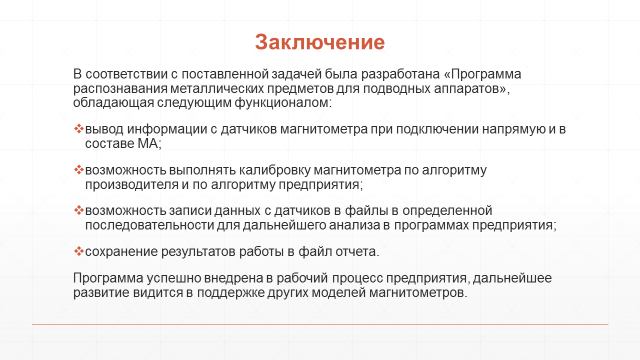 Заключение
В соответствии с поставленной задачей была разработана «Программа
распознавания металлических предметов для подводных аппаратов»,
обладающая следующим функционалом:
❖вывод информации с датчиков магнитометра при подключении напрямую и в
составе МА;
❖возможность выполнять калибровку магнитометра по алгоритму
производителя и по алгоритму предприятия;
❖возможность записи данных с датчиков в файлы в определенной
последовательности для дальнейшего анализа в программах предприятия;
❖сохранение результатов работы в файл отчета.
Программа успешно внедрена в рабочий процесс предприятия, дальнейшее
развитие видится в поддержке других моделей магнитометров.